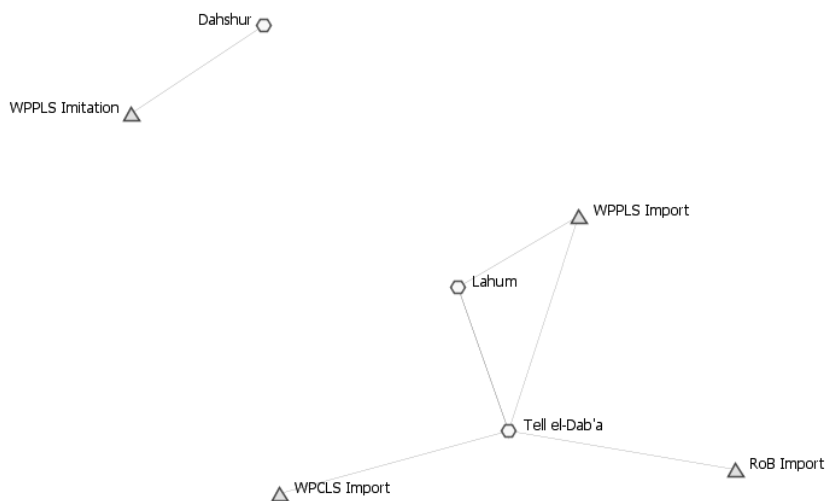 Dahshur
WPPLS Imitation
WPPLS Import
Lahum
Tell el-Dab'a
RoB Import
WPCLS Import